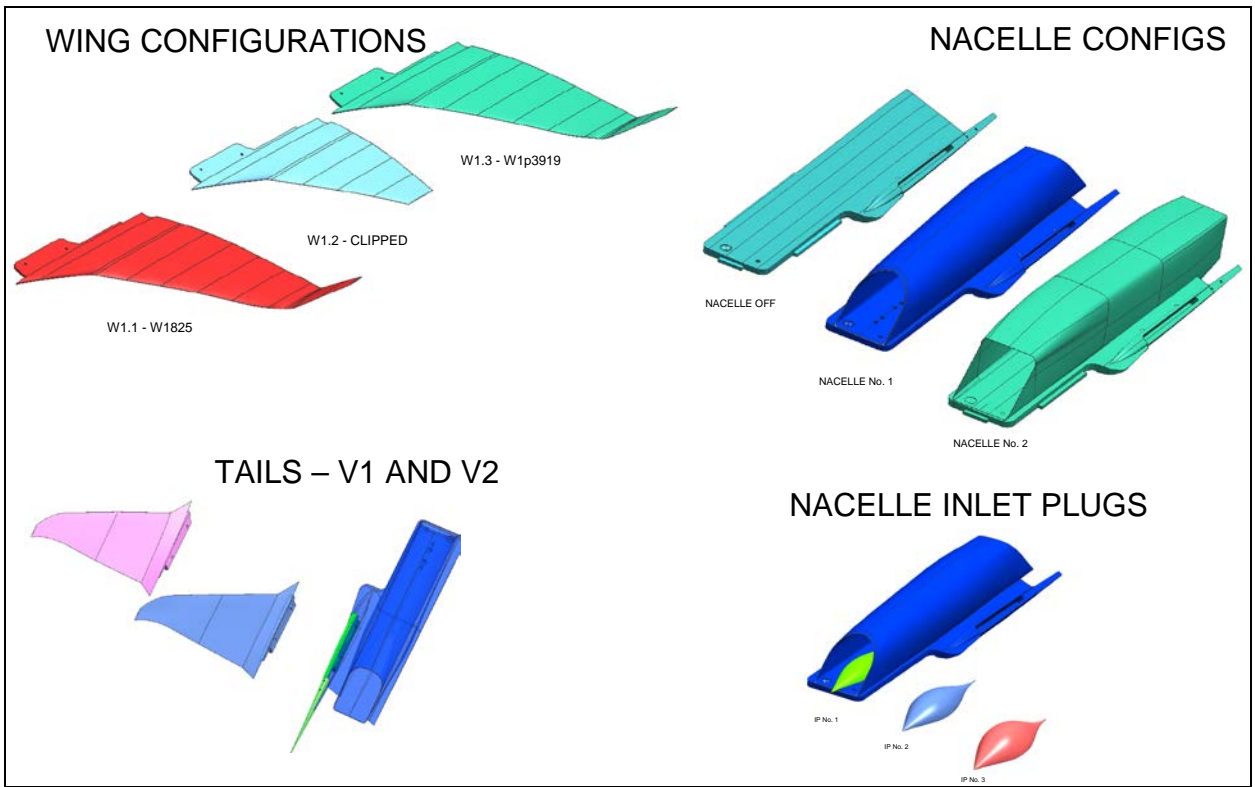 WING CONFIGURATIONS
W1.3 - W1p3919
W1.2 - CLIPPED
W1.1 - W1825
NACELLE CONFIGS
NACELLE OFF
NACELLE No. 1
NACELLE No. 2
TAILS – V1 AND V2
NACELLE INLET PLUGS
IP No. 1
IP No. 2
IP No. 3